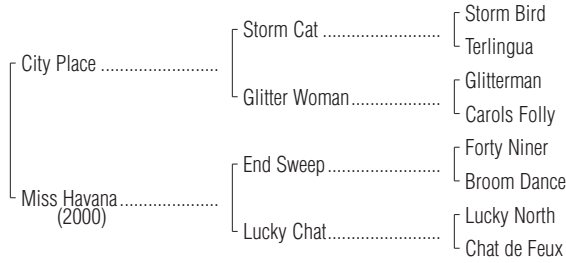 Storm Bird
Storm Cat ........................
Terlingua
City Place ........................
Glitterman
Glitter Woman..................
Carols Folly
Forty Niner
End Sweep.......................
Broom Dance
Miss Havana....................
(2000)
Lucky North
Lucky Chat.......................
Chat de Feux